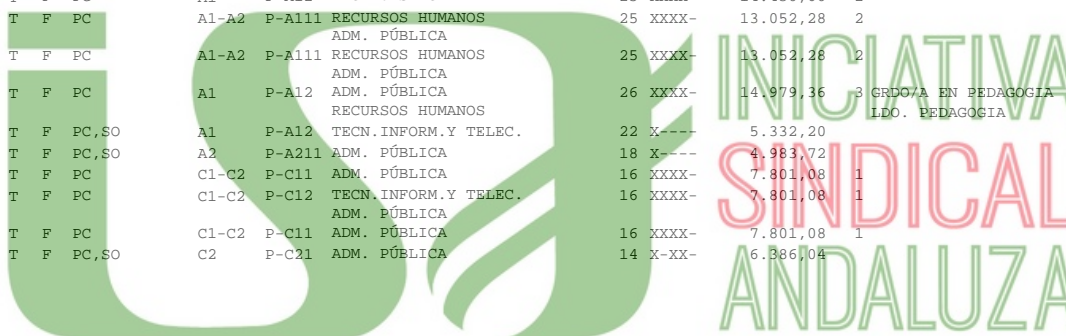 T F PC A1-A2 P-A111 RECURSOS HUMANOS 25 XXXX- 13.052,28 2
ADM. PÚBLICA
T F PC A1-A2 P-A111 RECURSOS HUMANOS 25 XXXX- 13.052,28 2
ADM. PÚBLICA
T F PC A1 P-A12 ADM. PÚBLICA 26 XXXX- 14.979,36 3 GRDO/A EN PEDAGOGIA
RECURSOS HUMANOS LDO. PEDAGOGIA
T F PC,SO A1 P-A12 TECN.INFORM.Y TELEC. 22 X---- 5.332,20
T F PC,SO A2 P-A211 ADM. PÚBLICA 18 X---- 4.983,72
T F PC C1-C2 P-C11 ADM. PÚBLICA 16 XXXX- 7.801,08 1
T F PC C1-C2 P-C12 TECN.INFORM.Y TELEC. 16 XXXX- 7.801,08 1
ADM. PÚBLICA
T F PC C1-C2 P-C11 ADM. PÚBLICA 16 XXXX- 7.801,08 1
T F PC,SO C2 P-C21 ADM. PÚBLICA 14 X-XX- 6.386,04
isa
INICIATIVA
SINDICAL
ANDALUZA